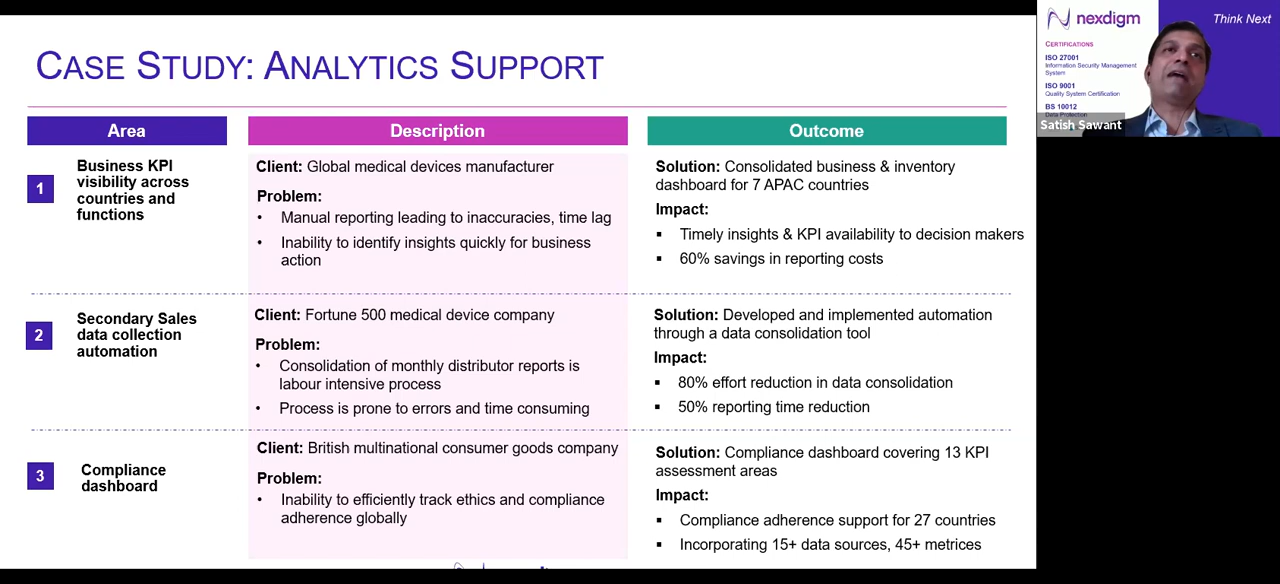 CASE STUDY: ANALYTICS SUPPORT
Area
Description
Outcome
1
Business KPI
visibility across
countries and
functions
Client: Global medical devices manufacturer
Problem:
• Manual reporting leading to inaccuracies, time lag
• Inability to identify insights quickly for business
action
Solution: Consolidated business & inventory
dashboard for 7 APAC countries
Impact:
▪ Timely insights & KPI availability to decision makers
▪ 60% savings in reporting costs
2
Secondary Sales
data collection
automation
Client: Fortune 500 medical device company
Problem:
• Consolidation of monthly distributor reports is
labour intensive process
• Process is prone to errors and time consuming
Solution: Developed and implemented automation
through a data consolidation tool
Impact:
▪ 80% effort reduction in data consolidation
▪ 50% reporting time reduction
3
Compliance
dashboard
Client: British multinational consumer goods company
Problem:
• Inability to efficiently track ethics and compliance
adherence globally
Solution: Compliance dashboard covering 13 KPI
assessment areas
Impact:
▪ Compliance adherence support for 27 countries
▪ Incorporating 15+ data sources, 45+ metrices
nexdigm
Think Next
CERTIFICATIONS
ISO 27001
Information Security Management
System
ISO 9001
Quality System Certification
BS 10012
Data Protection
Satish Sawant